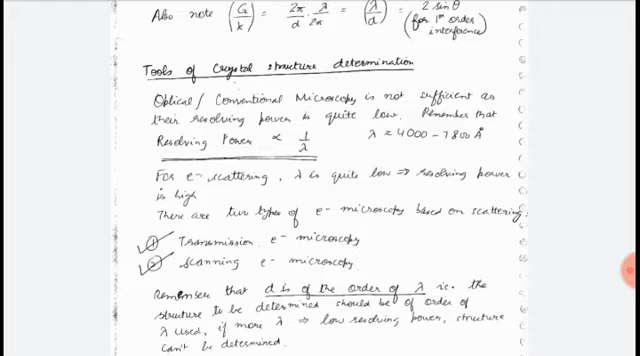 Also note (G/k) = 2π/d · λ/2π = (λ/d) = 2 sinθ
(for 1st order interference)
Tools of Crystal structure determination
Optical / Conventional Microscopy is not sufficient as
their resolving power is quite low. Remember that
Resolving Power ∝ 1/λ λ = 4000 - 7800 Å
For e- scattering, λ is quite low ⇒ resolving power
is high
There are two types of e- microscopy based on scattering
① Transmission e- microscopy
② Scanning e- microscopy
Remember that d is of the order of λ i.e. the
structure to be determined should be of order of
λ used, if more λ ⇒ low resolving power, structure
can't be determined.